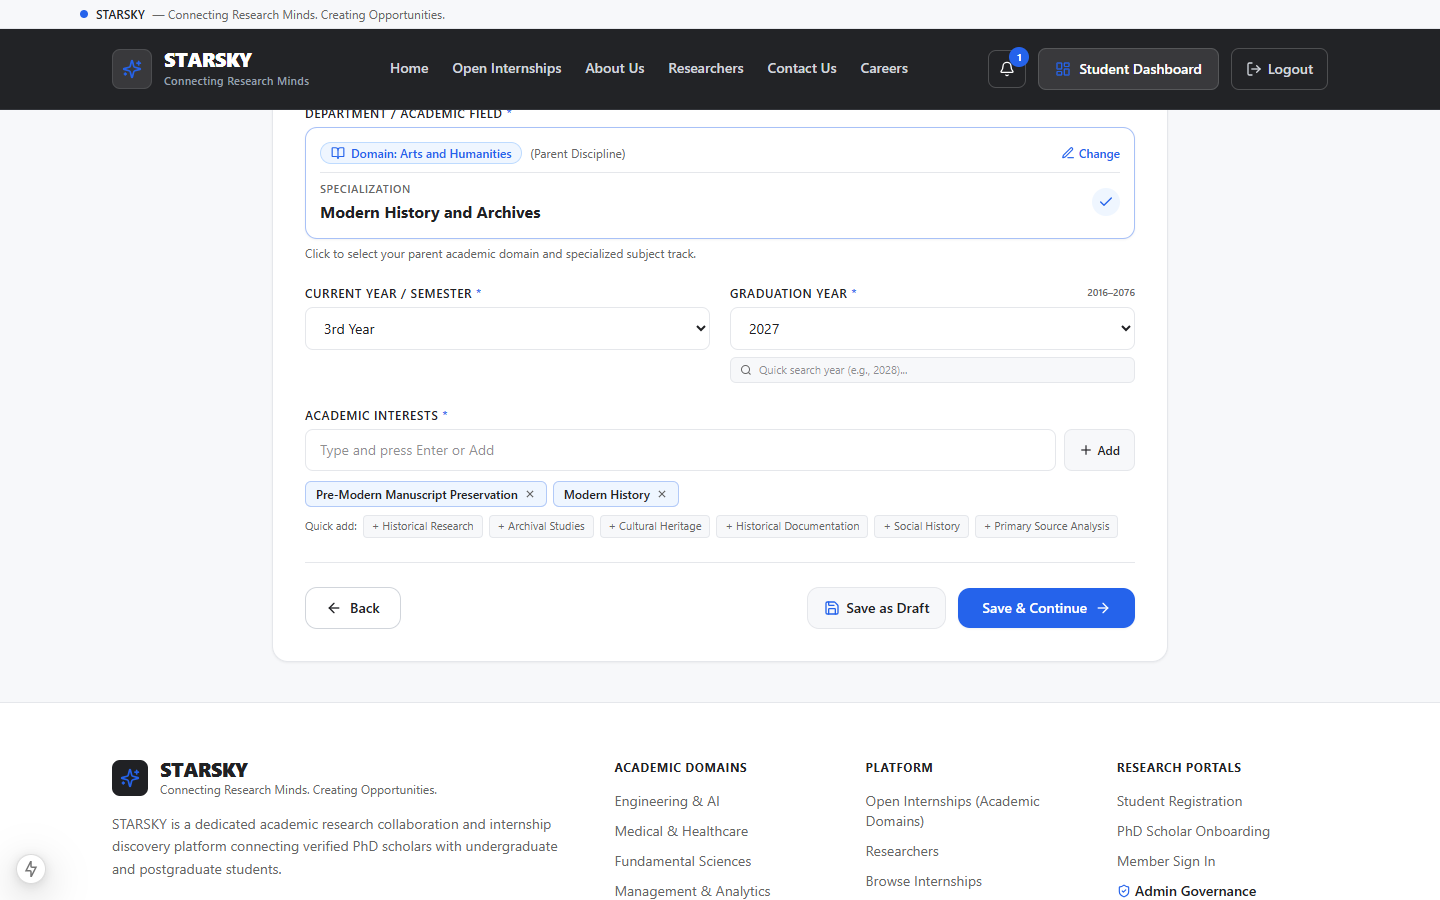 STARSKY — Connecting Research Minds. Creating Opportunities.
STARSKY
Connecting Research Minds
Home
Open Internships
About Us
Researchers
Contact Us
Careers
1
Student Dashboard
Logout
DEPARTMENT / ACADEMIC FIELD *
Domain: Arts and Humanities
(Parent Discipline)
Change
SPECIALIZATION
Modern History and Archives
Click to select your parent academic domain and specialized subject track.
CURRENT YEAR / SEMESTER *
3rd Year
GRADUATION YEAR *
2016–2076
2027
Quick search year (e.g., 2028)...
ACADEMIC INTERESTS *
Type and press Enter or Add
+ Add
Pre-Modern Manuscript Preservation ×
Modern History ×
Quick add:
+ Historical Research
+ Archival Studies
+ Cultural Heritage
+ Historical Documentation
+ Social History
+ Primary Source Analysis
← Back
Save as Draft
Save & Continue →
STARSKY
Connecting Research Minds. Creating Opportunities.
STARSKY is a dedicated academic research collaboration and internship
discovery platform connecting verified PhD scholars with undergraduate
and postgraduate students.
ACADEMIC DOMAINS
Engineering & AI
Medical & Healthcare
Fundamental Sciences
Management & Analytics
PLATFORM
Open Internships (Academic
Domains)
Researchers
Browse Internships
RESEARCH PORTALS
Student Registration
PhD Scholar Onboarding
Member Sign In
Admin Governance